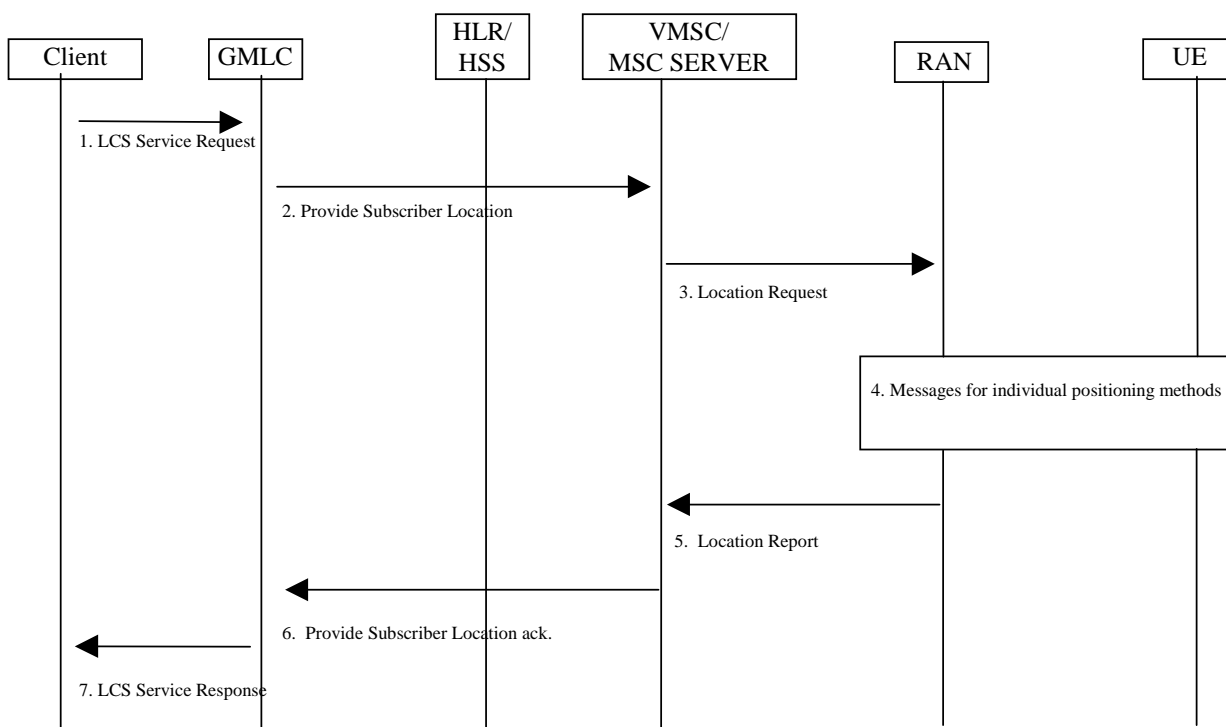 Client
GMLC
HLR/
HSS
VMSC/
MSC SERVER
RAN
UE
1. LCS Service Request
2. Provide Subscriber Location
3. Location Request
4. Messages for individual positioning methods
5. Location Report
6. Provide Subscriber Location ack.
7. LCS Service Response